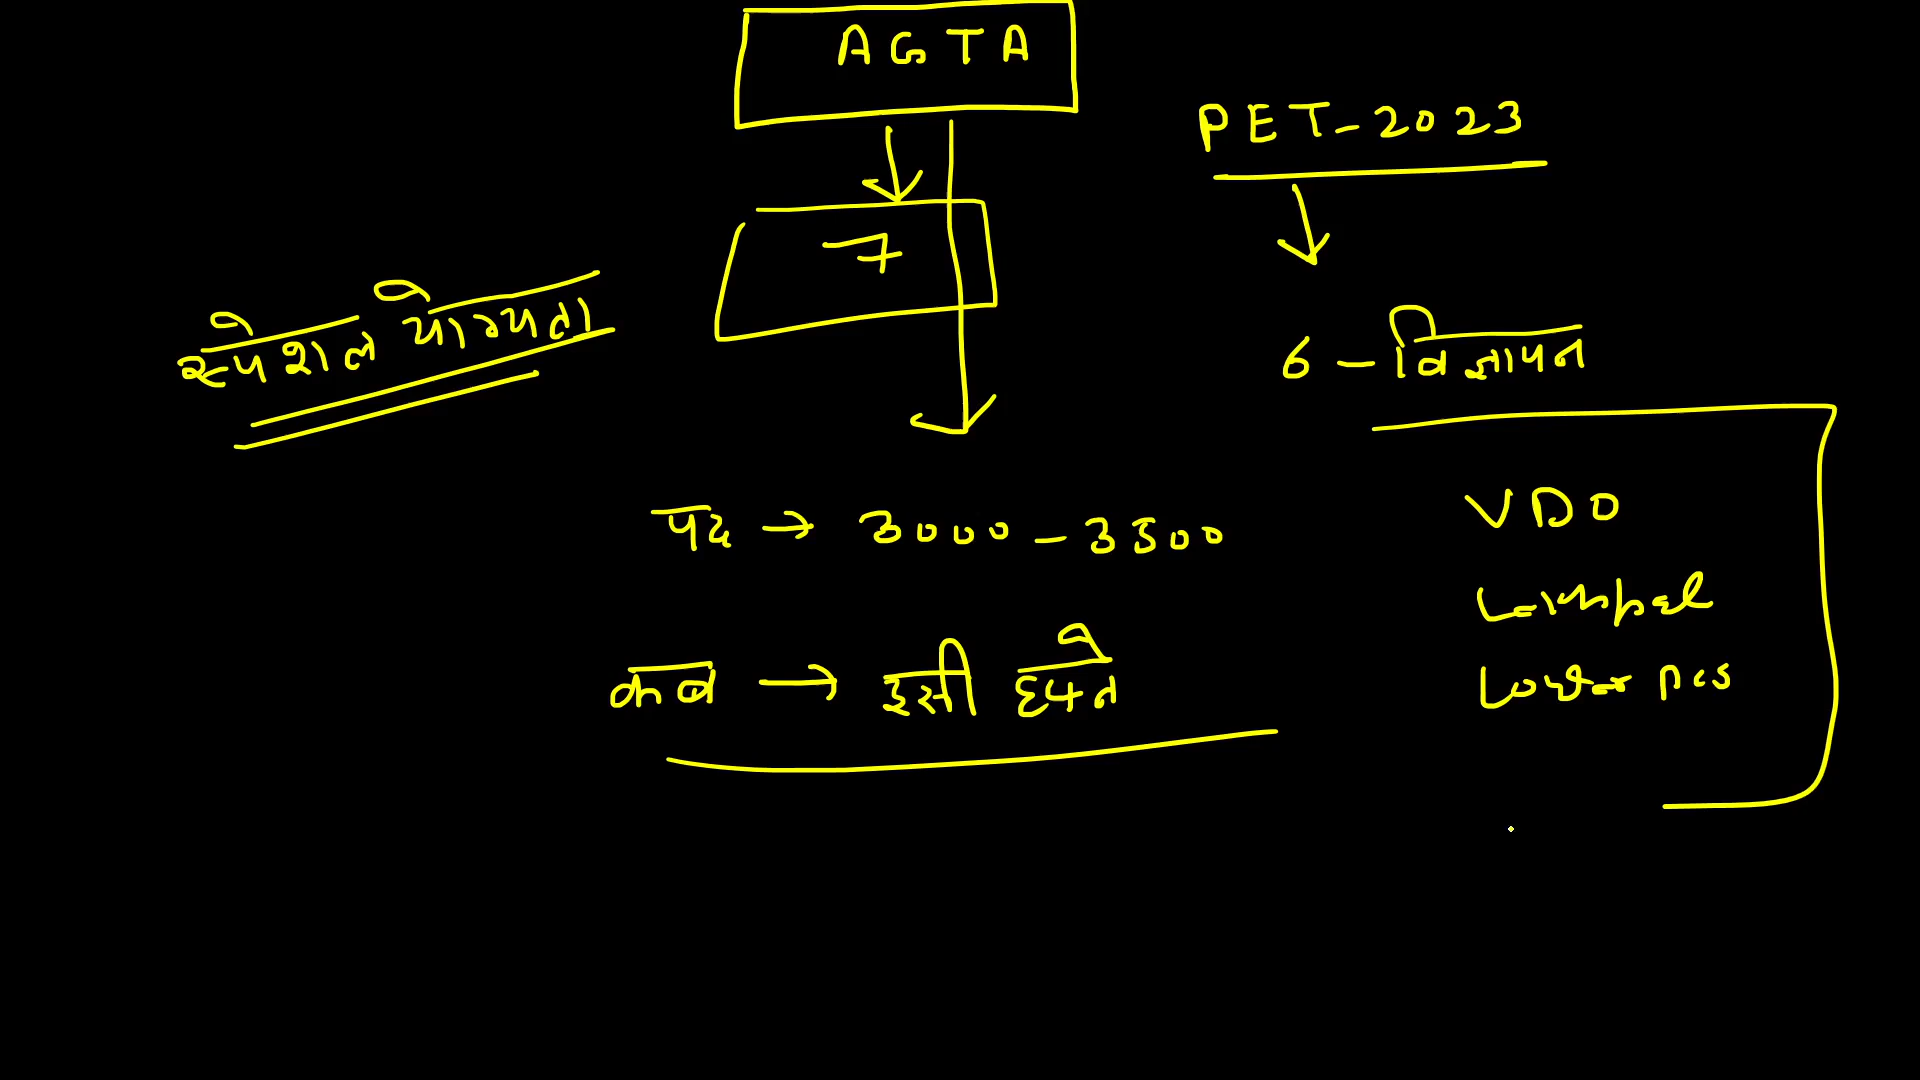 AGTA
PET-2023
7
स्पेशल योग्यता
6 - विज्ञापन
पद → 3000-3500
VDO
Lekhpal
कब → इसी हफ्ते
Lower PCS